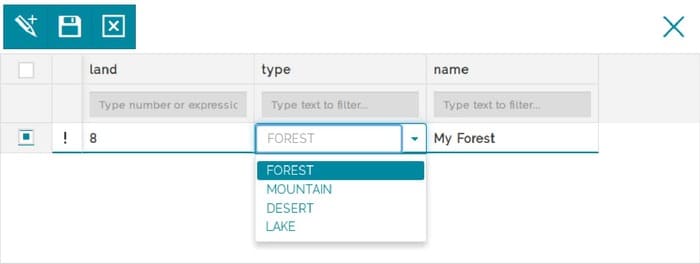 land type name
Type number or expressic Type text to filter... Type text to filter...
! 8 FOREST My Forest
FOREST
MOUNTAIN
DESERT
LAKE